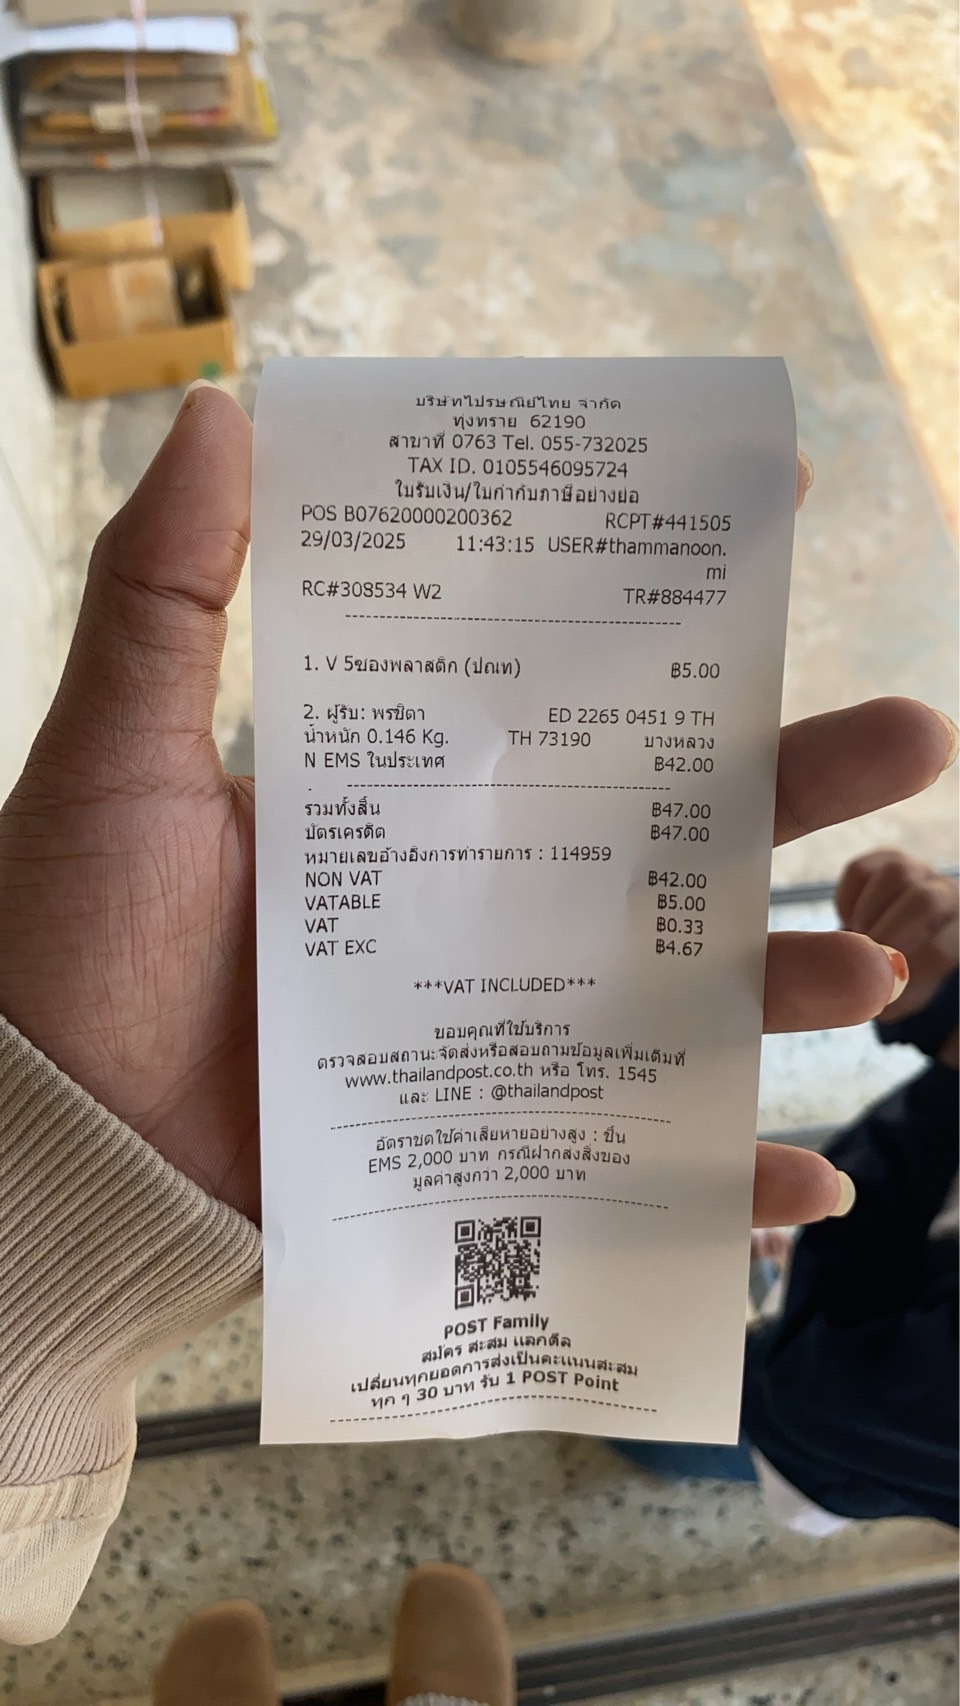 บริษัทไปรษณีย์ไทย จำกัด
ทุ่งทราย 62190
สาขาที่ 0763 Tel. 055-732025
TAX ID. 0105546095724
ใบรับเงิน/ใบกำกับภาษีอย่างย่อ
POS B07620000200362 RCPT#441505
29/03/2025 11:43:15 USER#thammanoon.
mi
RC#308534 W2 TR#884477
1. V 5ซองพลาสติก (ปณท) ฿5.00
2. ผู้รับ: พรชิตา ED 2265 0451 9 TH
น้ำหนัก 0.146 Kg. TH 73190 บางหลวง
N EMS ในประเทศ ฿42.00
รวมทั้งสิ้น ฿47.00
บัตรเครดิต ฿47.00
หมายเลขอ้างอิงการทำรายการ : 114959
NON VAT ฿42.00
VATABLE ฿5.00
VAT ฿0.33
VAT EXC ฿4.67
***VAT INCLUDED***
ขอบคุณที่ใช้บริการ
ตรวจสอบสถานะจัดส่งหรือสอบถามข้อมูลเพิ่มเติมที่
www.thailandpost.co.th หรือ โทร. 1545
และ LINE : @thailandpost
อัตราชดใช้ค่าเสียหายอย่างสูง : ชิ้น
EMS 2,000 บาท กรณีฝากส่งสิ่งของ
มูลค่าสูงกว่า 2,000 บาท
POST Family
สมัคร สะสม แลกดีล
เปลี่ยนทุกยอดการส่งเป็นคะแนนสะสม
ทุก ๆ 30 บาท รับ 1 POST Point